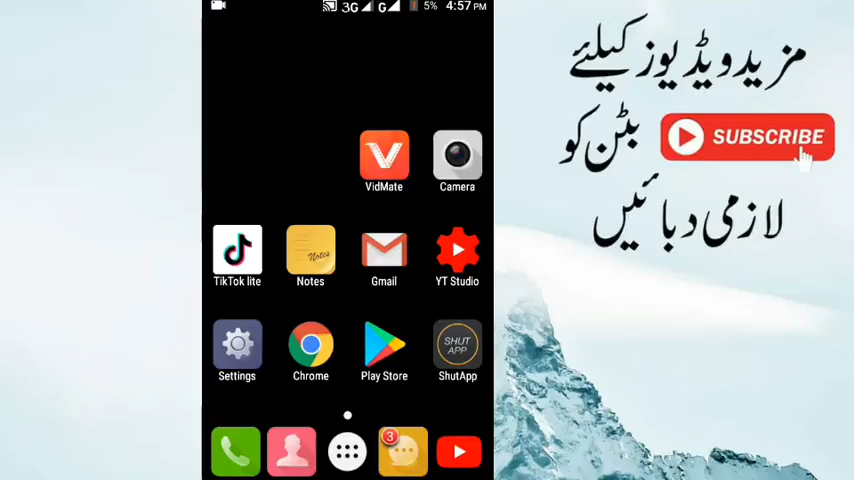 3G G 5% 4:57 PM
VidMate
Camera
TikTok lite
Notes
Notes
Gmail
YT Studio
SHUT
APP
Settings
Chrome
Play Store
ShutApp
3
مزید ویڈیوز کیلئے
SUBSCRIBE بٹن کو
لازمی دبائیں